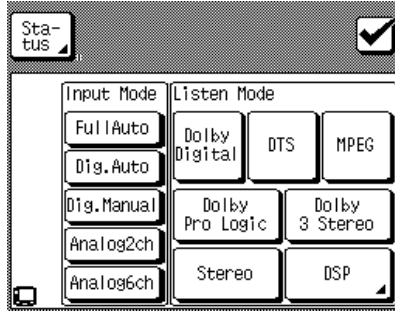 Sta-
tus
Input Mode
Listen Mode
FullAuto
Dig.Auto
Dig.Manual
Analog2ch
Analog6ch
Dolby
Digital
DTS
MPEG
Dolby
Pro Logic
Dolby
3 Stereo
Stereo
DSP